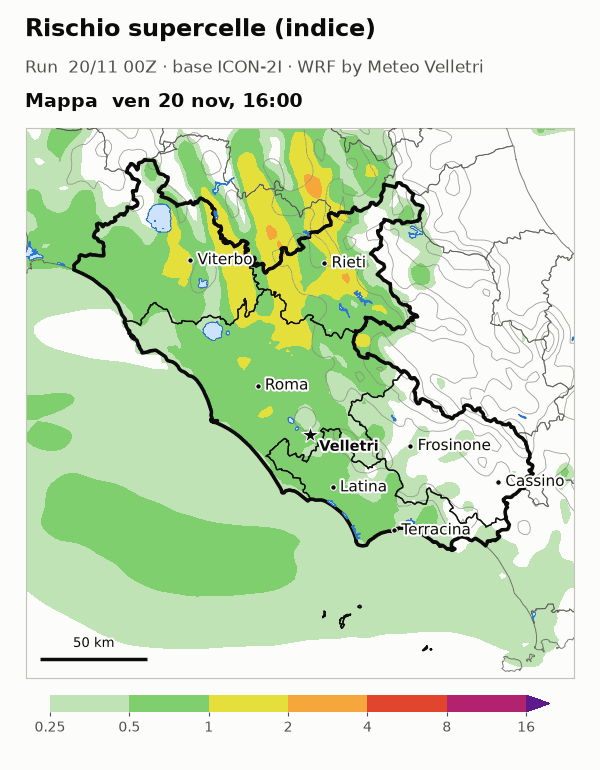 Rischio supercelle (indice)
Run  20/11 00Z · base ICON-2I · WRF by Meteo Velletri
Mappa  ven 20 nov, 16:00
Viterbo
Rieti
Roma
Velletri
Frosinone
Cassino
Latina
Terracina
50 km
0.25 0.5 1 2 4 8 16